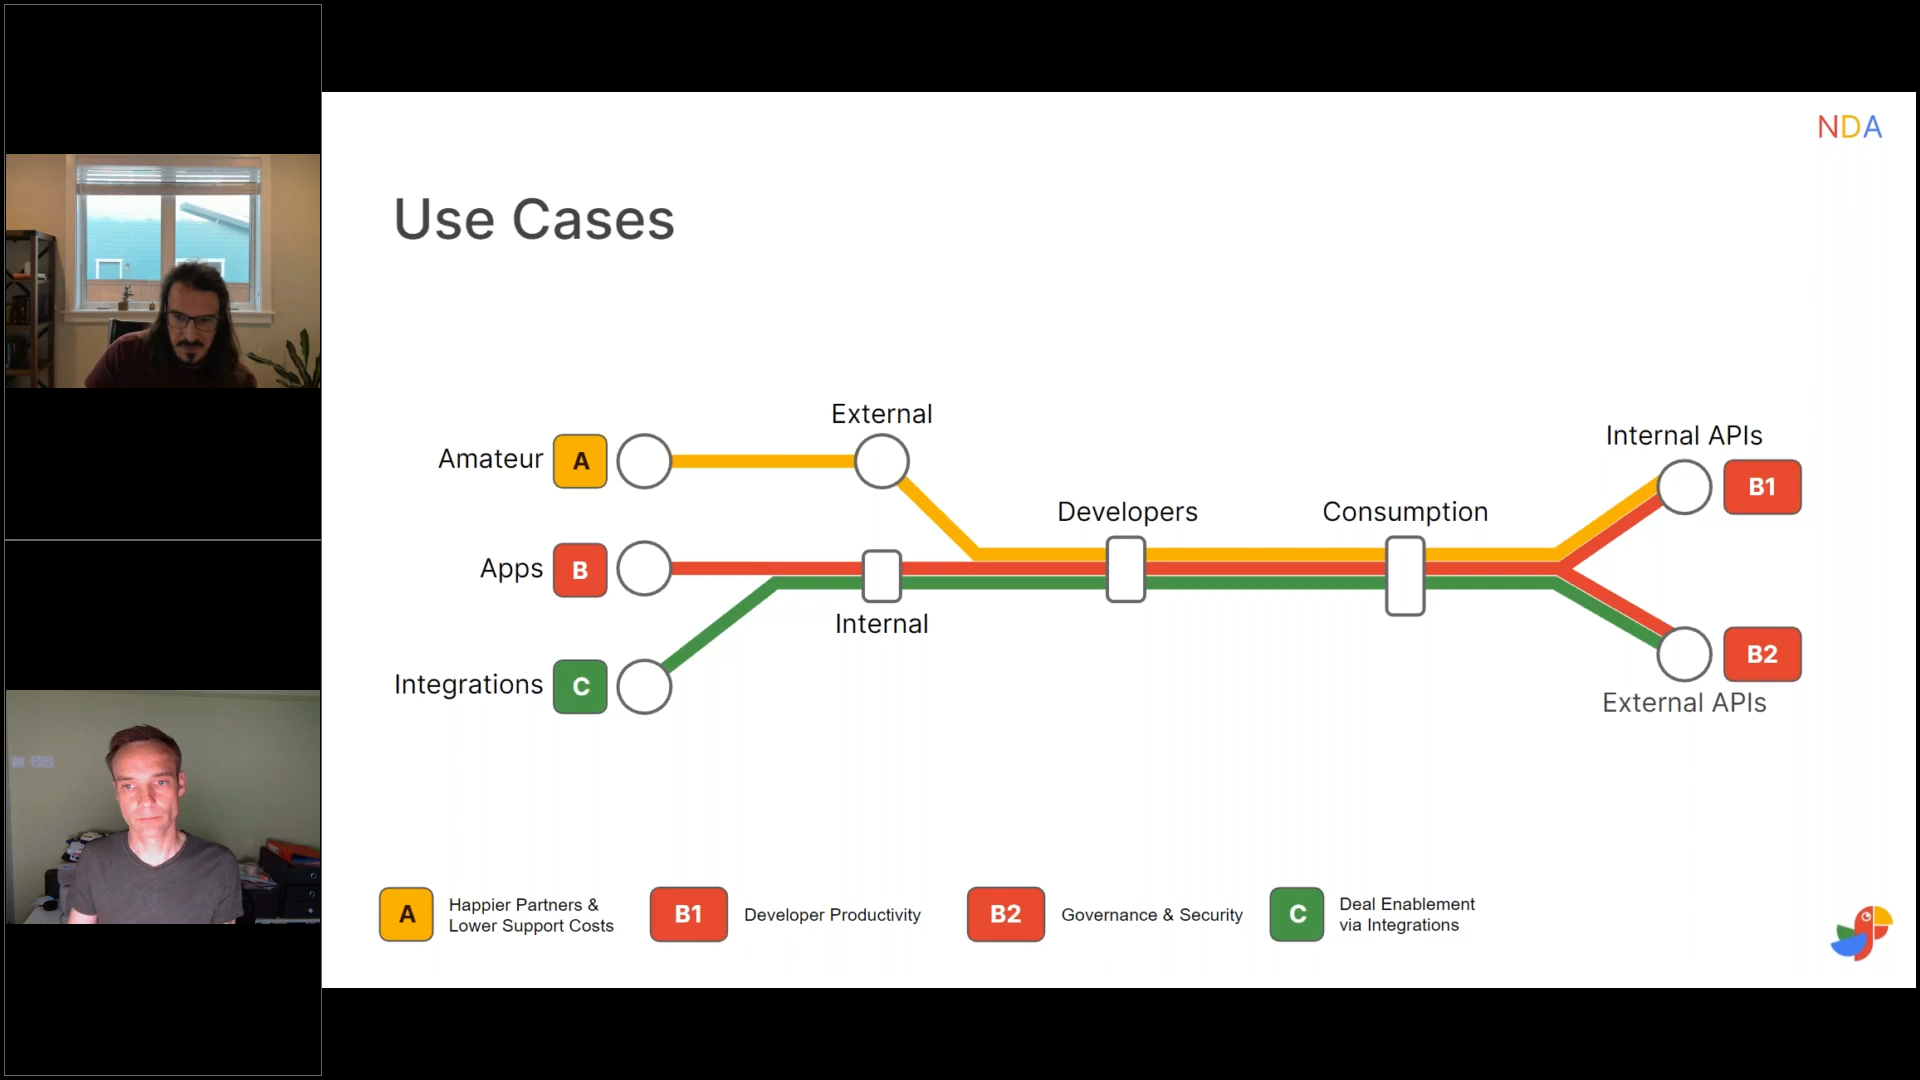 NDA
Use Cases
External
Internal APIs
Amateur A
B1
Developers
Consumption
Apps B
Internal
B2
Integrations C
External APIs
A Happier Partners &
Lower Support Costs
B1 Developer Productivity
B2 Governance & Security
C Deal Enablement
via Integrations